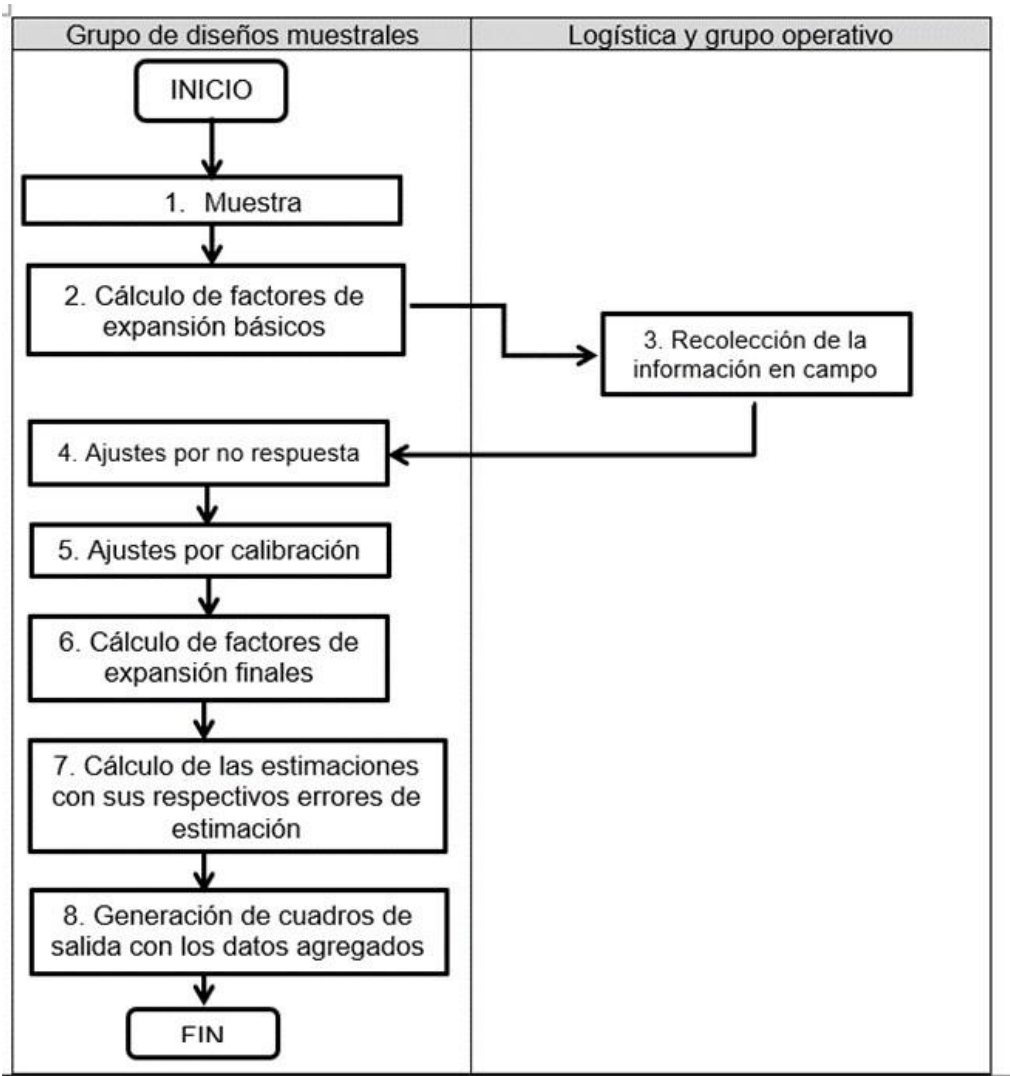 Grupo de diseños muestrales
Logística y grupo operativo
INICIO
1. Muestra
2. Cálculo de factores de
expansión básicos
3. Recolección de la
información en campo
4. Ajustes por no respuesta
5. Ajustes por calibración
6. Cálculo de factores de
expansión finales
7. Cálculo de las estimaciones
con sus respectivos errores de
estimación
8. Generación de cuadros de
salida con los datos agregados
FIN